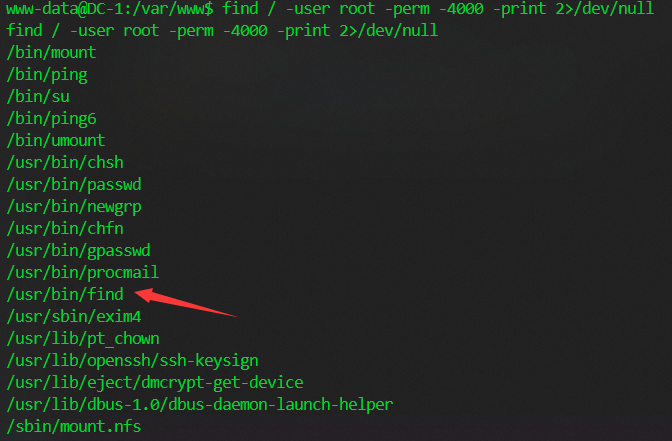 www-data@DC-1:/var/www$ find / -user root -perm -4000 -print 2>/dev/null
find / -user root -perm -4000 -print 2>/dev/null
/bin/mount
/bin/ping
/bin/su
/bin/ping6
/bin/umount
/usr/bin/chsh
/usr/bin/passwd
/usr/bin/newgrp
/usr/bin/chfn
/usr/bin/gpasswd
/usr/bin/procmail
/usr/bin/find
/usr/sbin/exim4
/usr/lib/pt_chown
/usr/lib/openssh/ssh-keysign
/usr/lib/eject/dmcrypt-get-device
/usr/lib/dbus-1.0/dbus-daemon-launch-helper
/sbin/mount.nfs